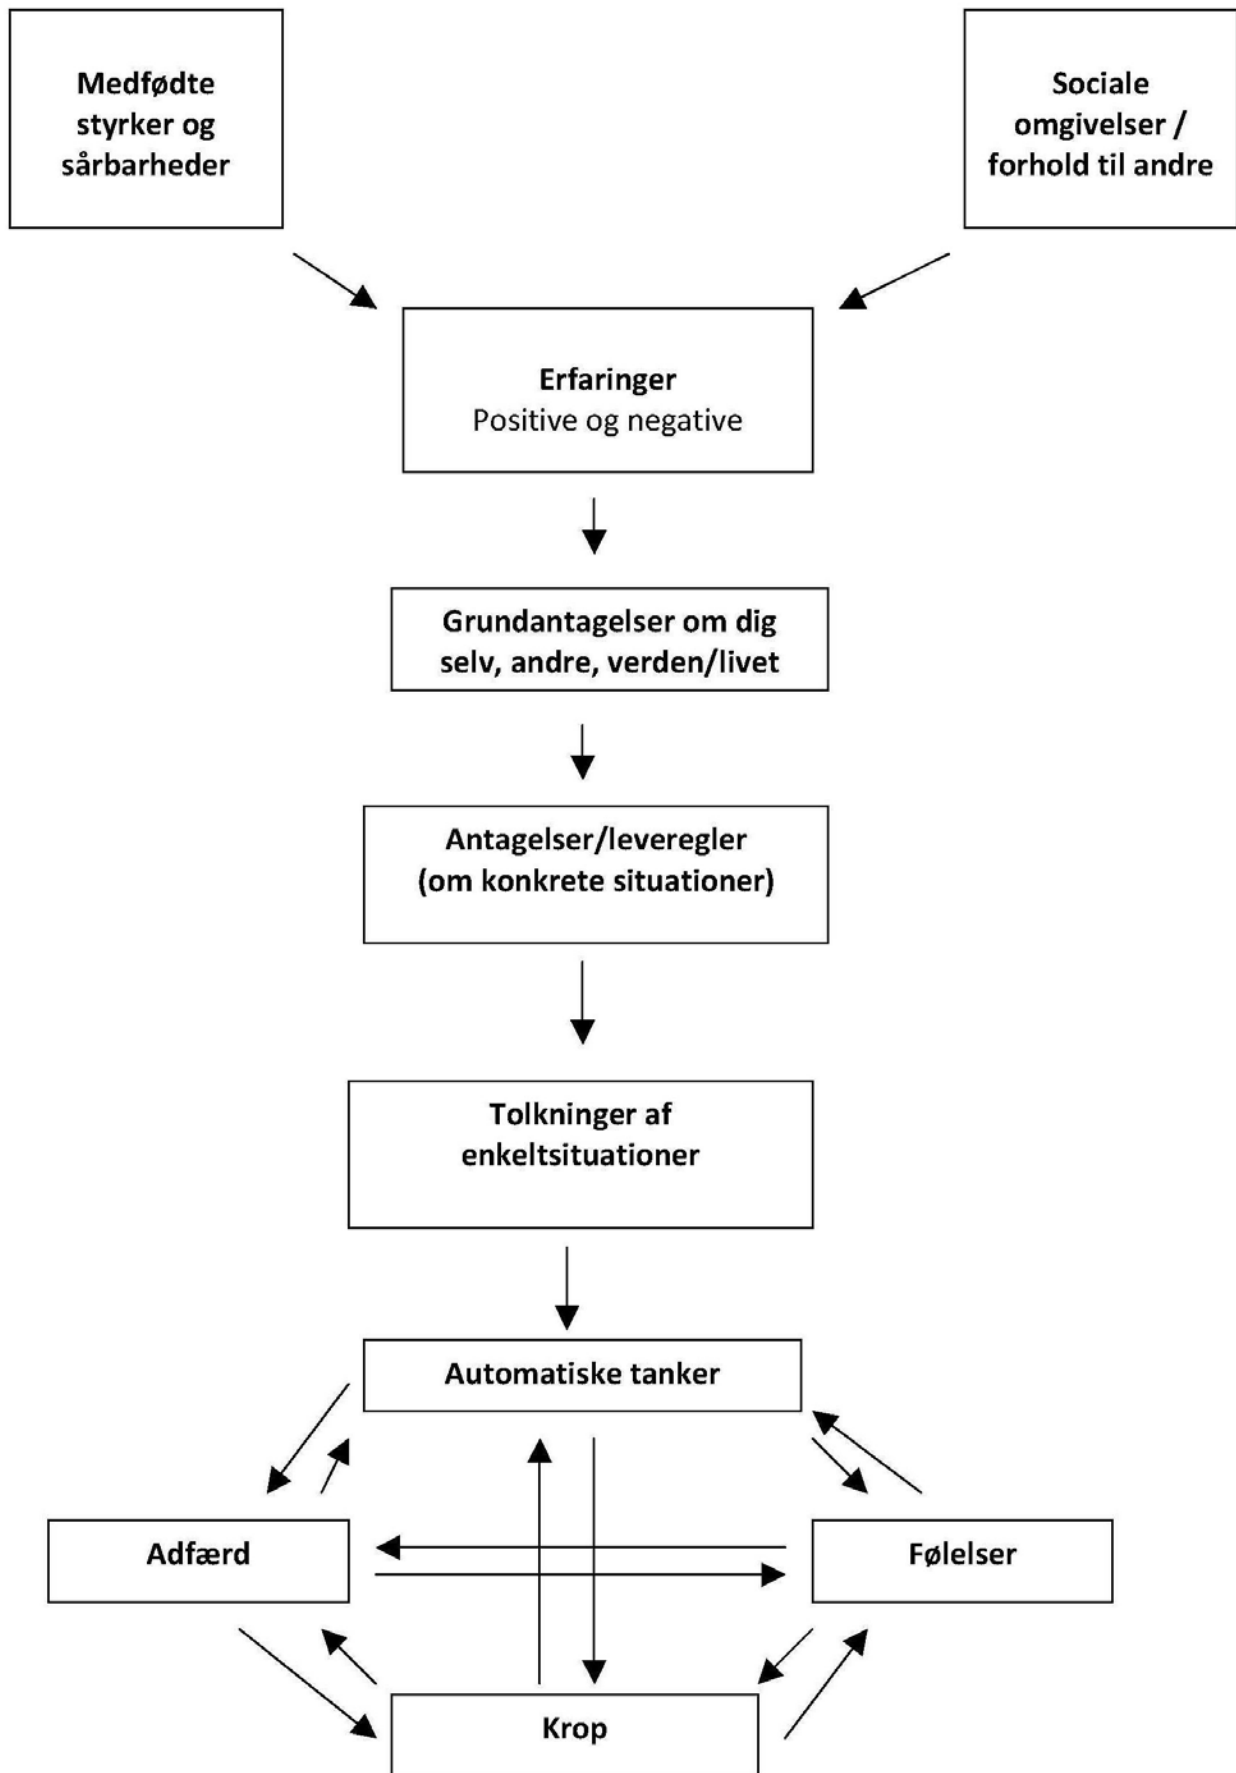 Medfødte
styrker og
sårbarheder
Sociale
omgivelser /
forhold til andre
Erfaringer
Positive og negative
Grundantagelser om dig
selv, andre, verden/livet
Antagelser/leveregler
(om konkrete situationer)
Tolkninger af
enkeltsituationer
Automatiske tanker
Adfærd
Følelser
Krop